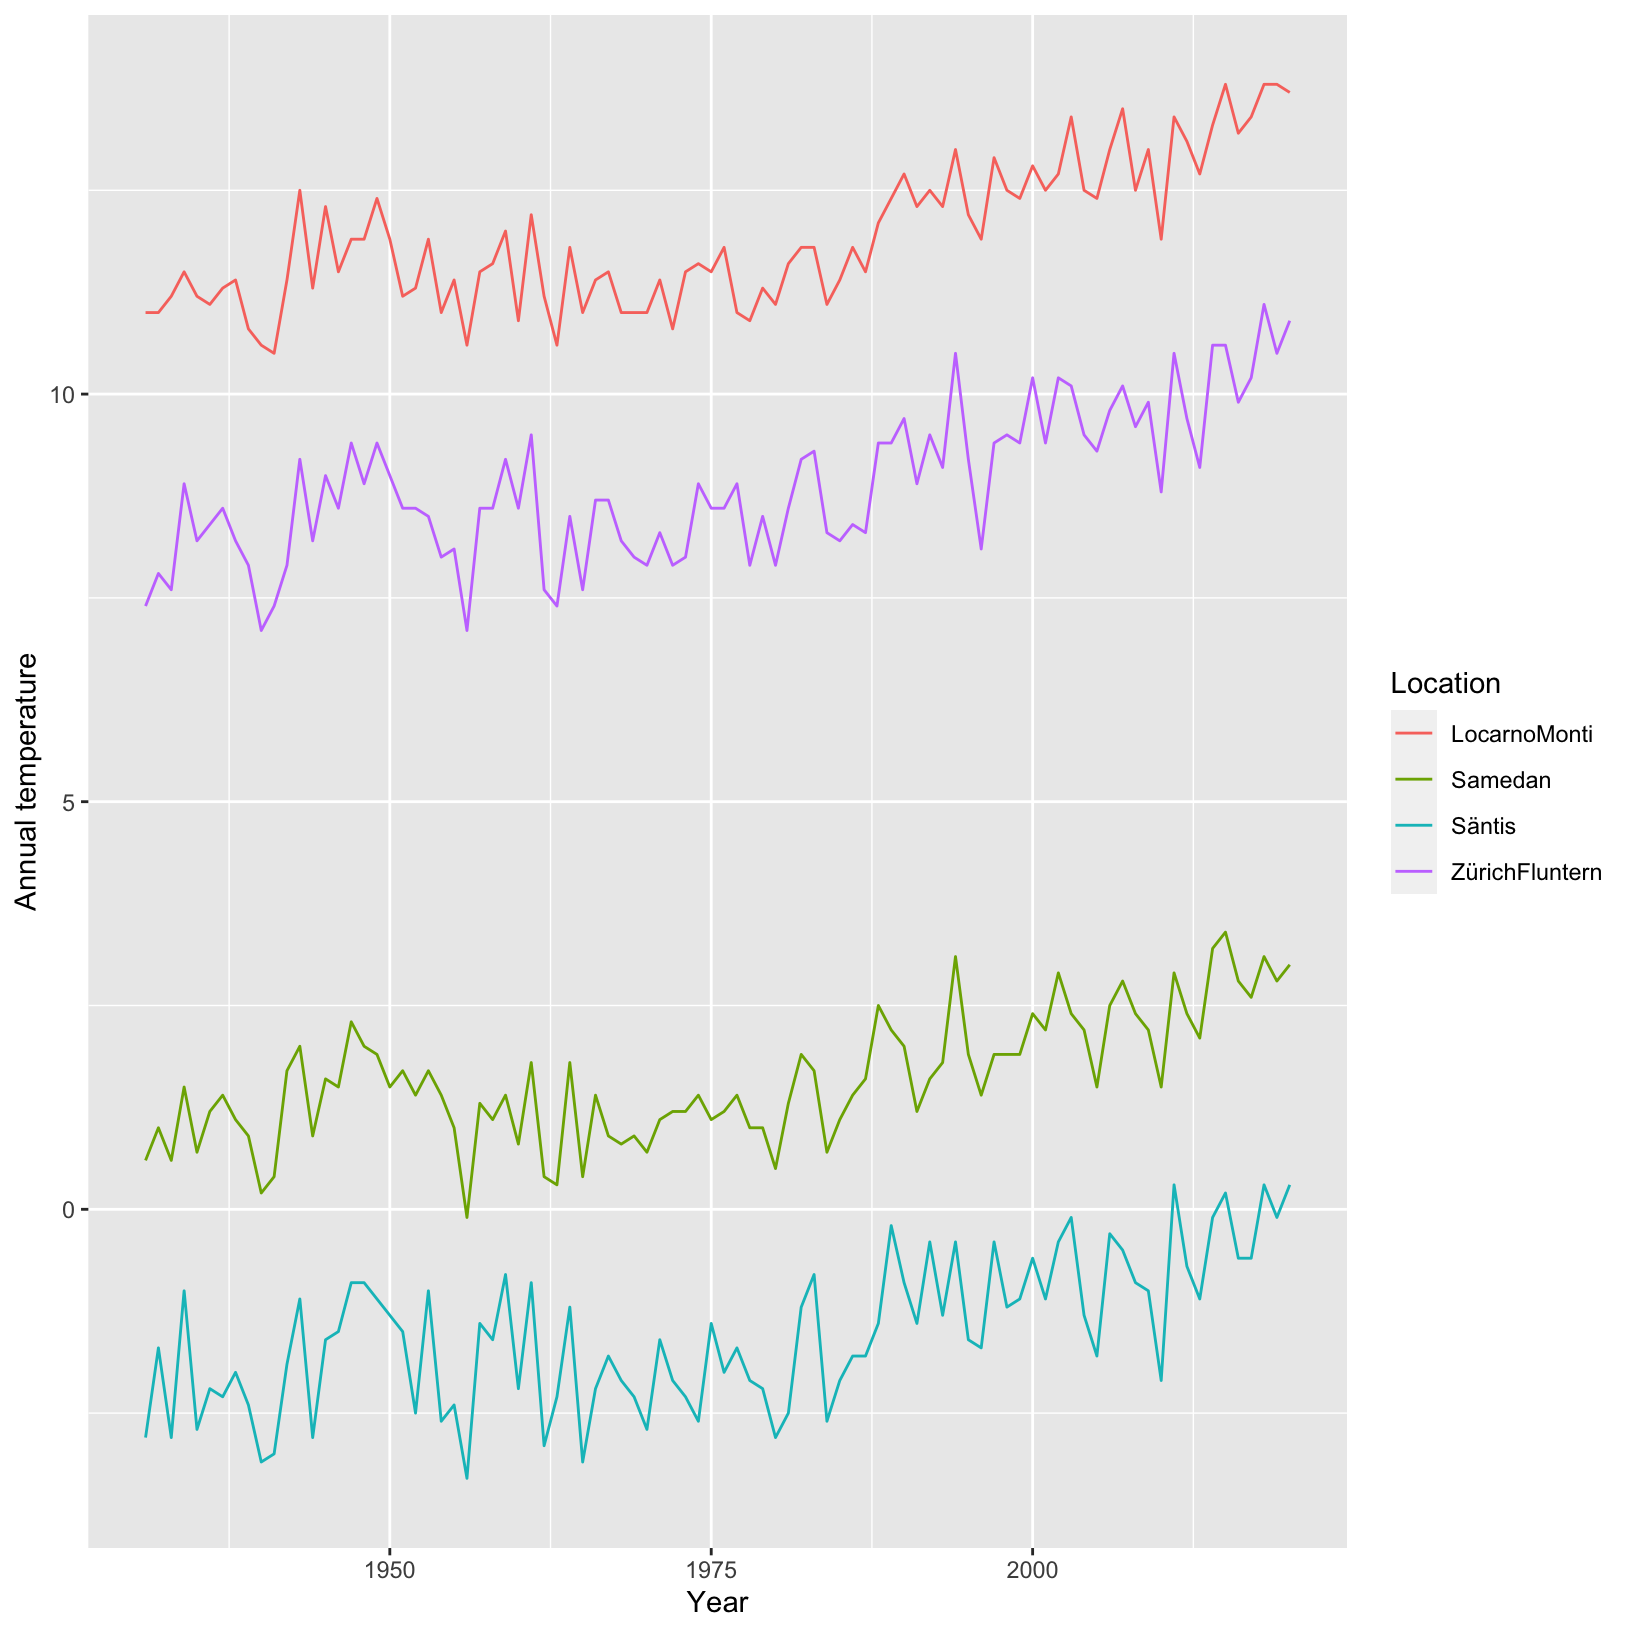 10
5
0
Annual temperature
1950
1975
2000
Year
Location
LocarnoMonti
Samedan
Säntis
ZürichFluntern